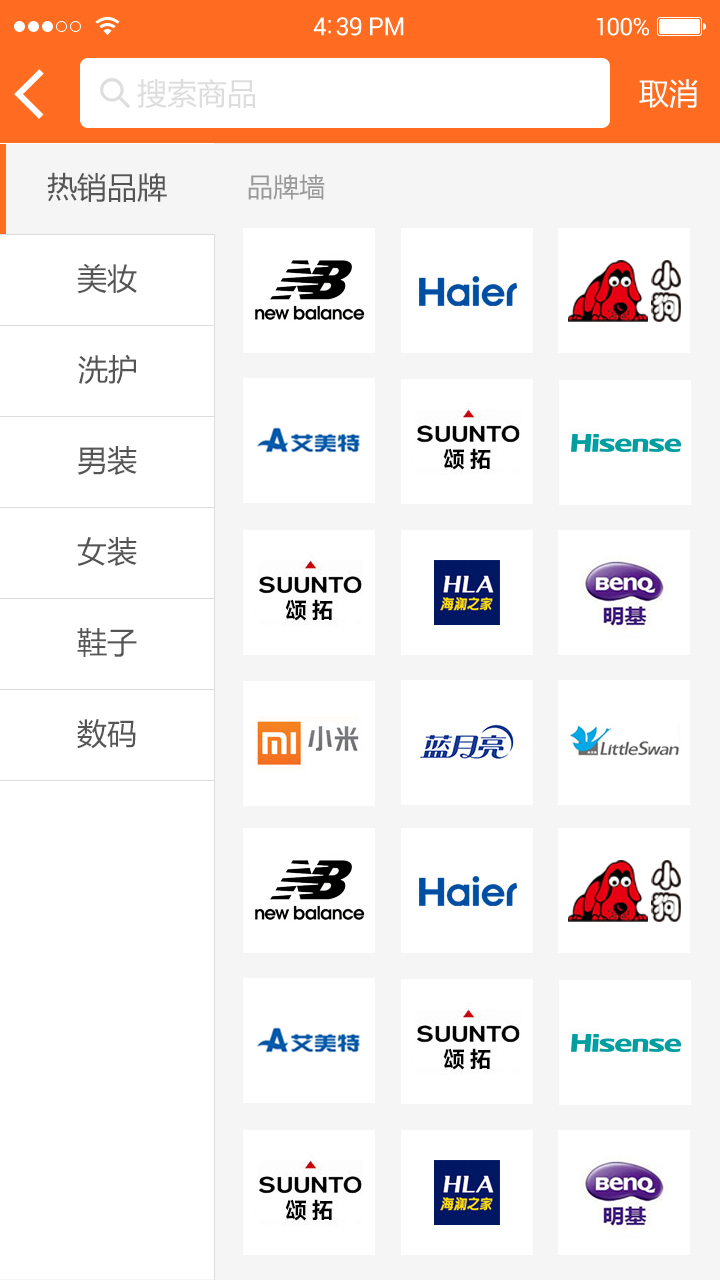 4:39 PM 100%
搜索商品 取消
热销品牌
美妆
洗护
男装
女装
鞋子
数码
品牌墙
new balance
Haier
小狗
艾美特
SUUNTO
颂拓
Hisense
SUUNTO
颂拓
HLA
海澜之家
BenQ
明基
mi 小米
蓝月亮
LittleSwan
new balance
Haier
小狗
艾美特
SUUNTO
颂拓
Hisense
SUUNTO
颂拓
HLA
海澜之家
BenQ
明基